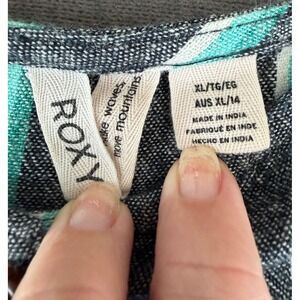 ROXY
make waves,
move mountains
XL/TG/EG
AUS XL/14
MADE IN INDIA
FABRIQUÉ EN INDE
HECHO EN INDIA